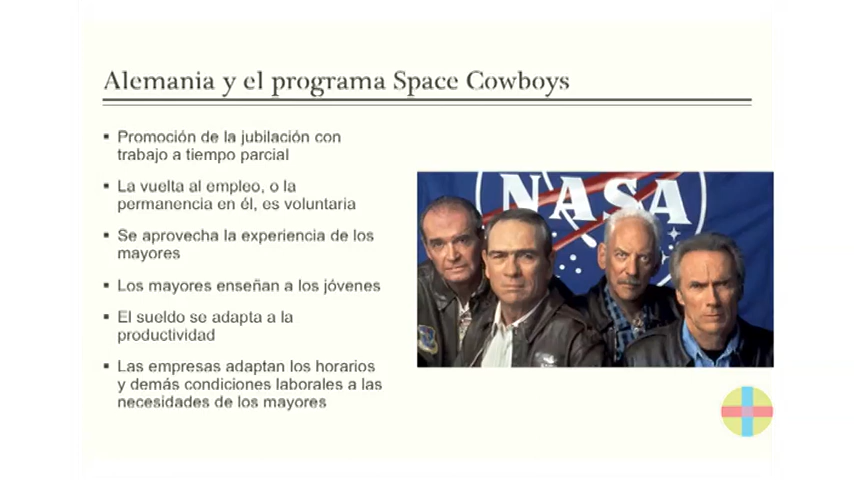 Alemania y el programa Space Cowboys
Promoción de la jubilación con
trabajo a tiempo parcial
La vuelta al empleo, o la
permanencia en él, es voluntaria
Se aprovecha la experiencia de los
mayores
Los mayores enseñan a los jóvenes
El sueldo se adapta a la
productividad
Las empresas adaptan los horarios
y demás condiciones laborales a las
necesidades de los mayores
NASA